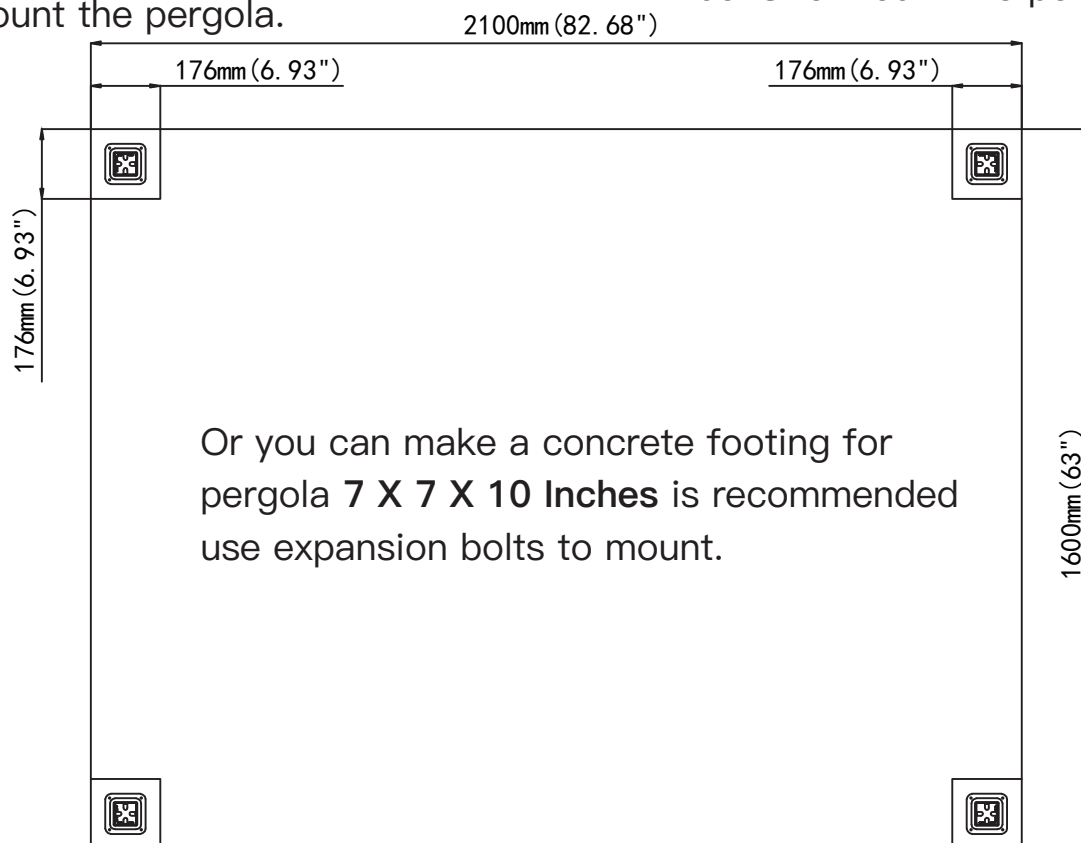 ount the pergola.
2100mm(82.68")
176mm(6.93")
176mm(6.93")
176mm(6.93")
Or you can make a concrete footing for
pergola 7 X 7 X 10 Inches is recommended
use expansion bolts to mount.
1600mm(63")